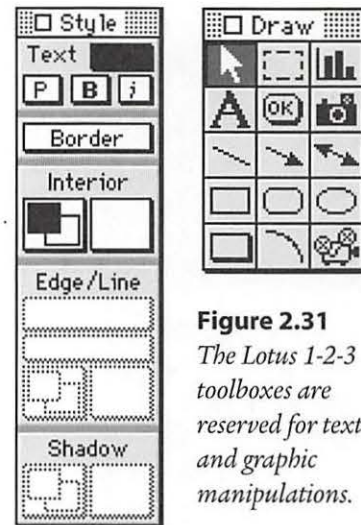 Style
Text
P B i
Border
Interior
Edge/Line
Shadow
Draw
A OK
Figure 2.31
The Lotus 1-2-3
toolboxes are
reserved for text
and graphic
manipulations.